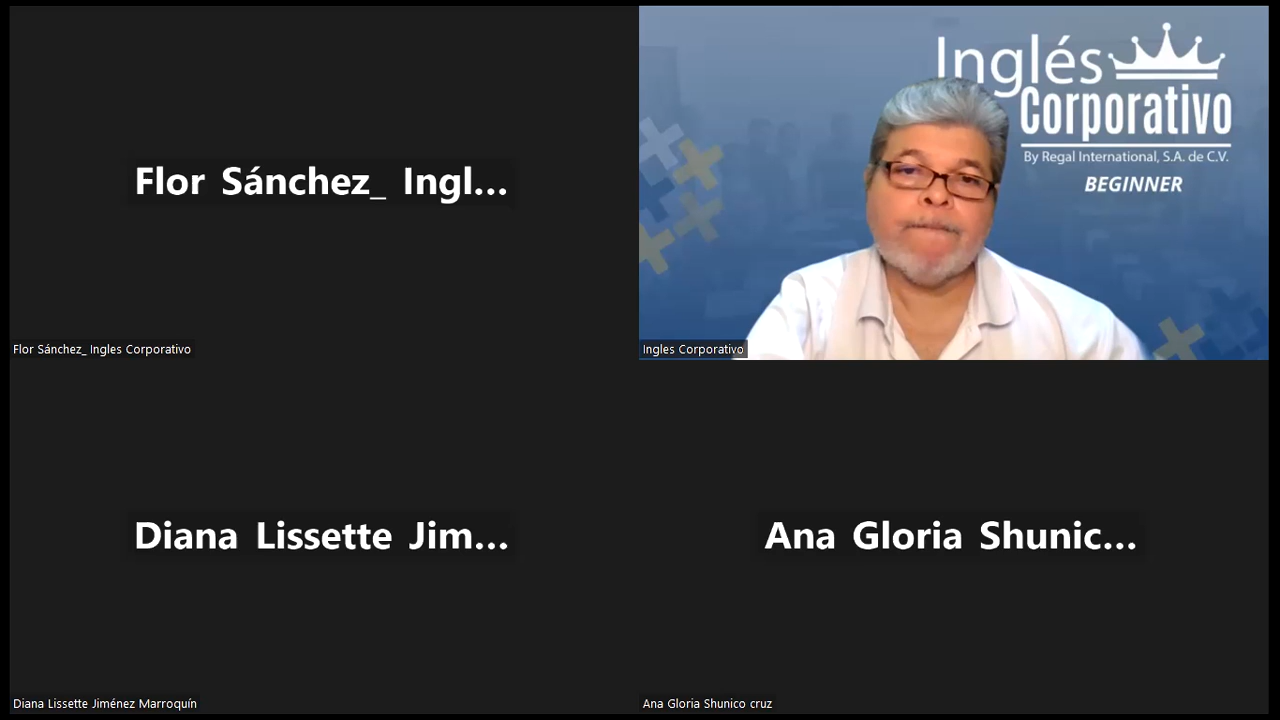 Flor Sánchez_ Ingl...
Flor Sánchez_ Ingles Corporativo
Inglés
Corporativo
By Regal International, S.A. de C.V.
BEGINNER
Ingles Corporativo
Diana Lissette Jim...
Diana Lissette Jiménez Marroquín
Ana Gloria Shunic...
Ana Gloria Shunico cruz